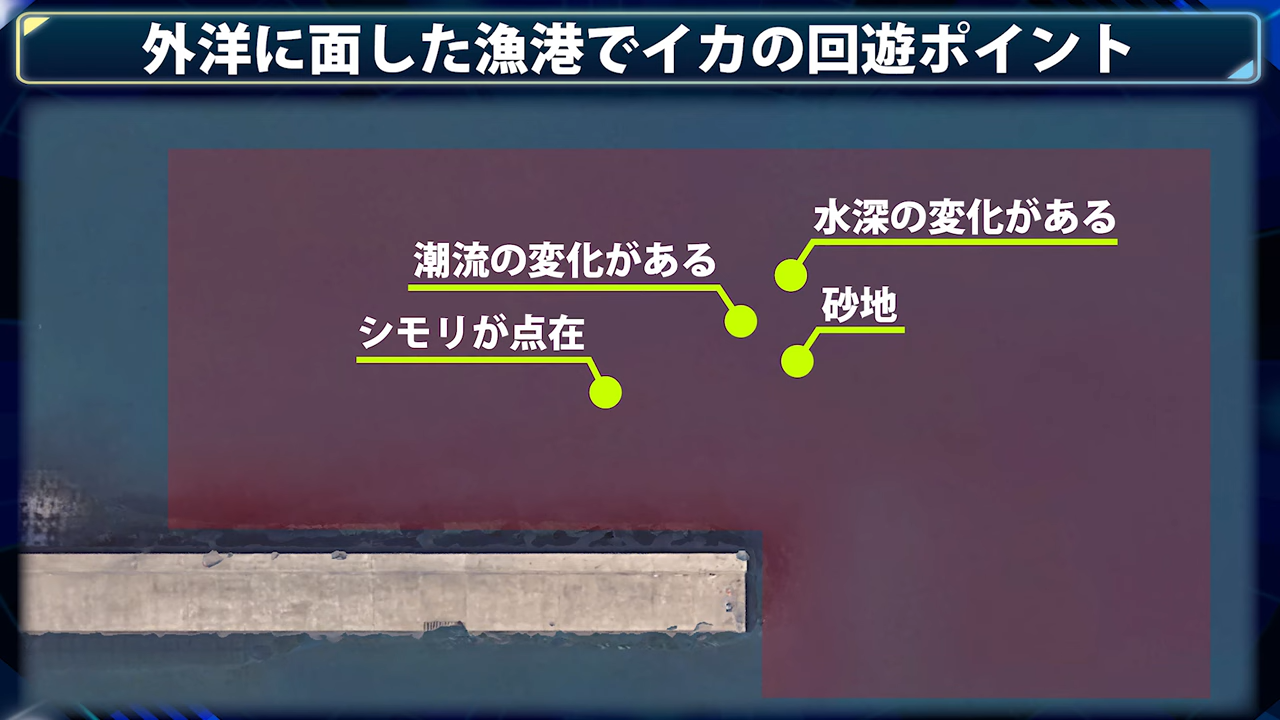 外洋に面した漁港でイカの回遊ポイント
水深の変化がある
潮流の変化がある
砂地
シモリが点在